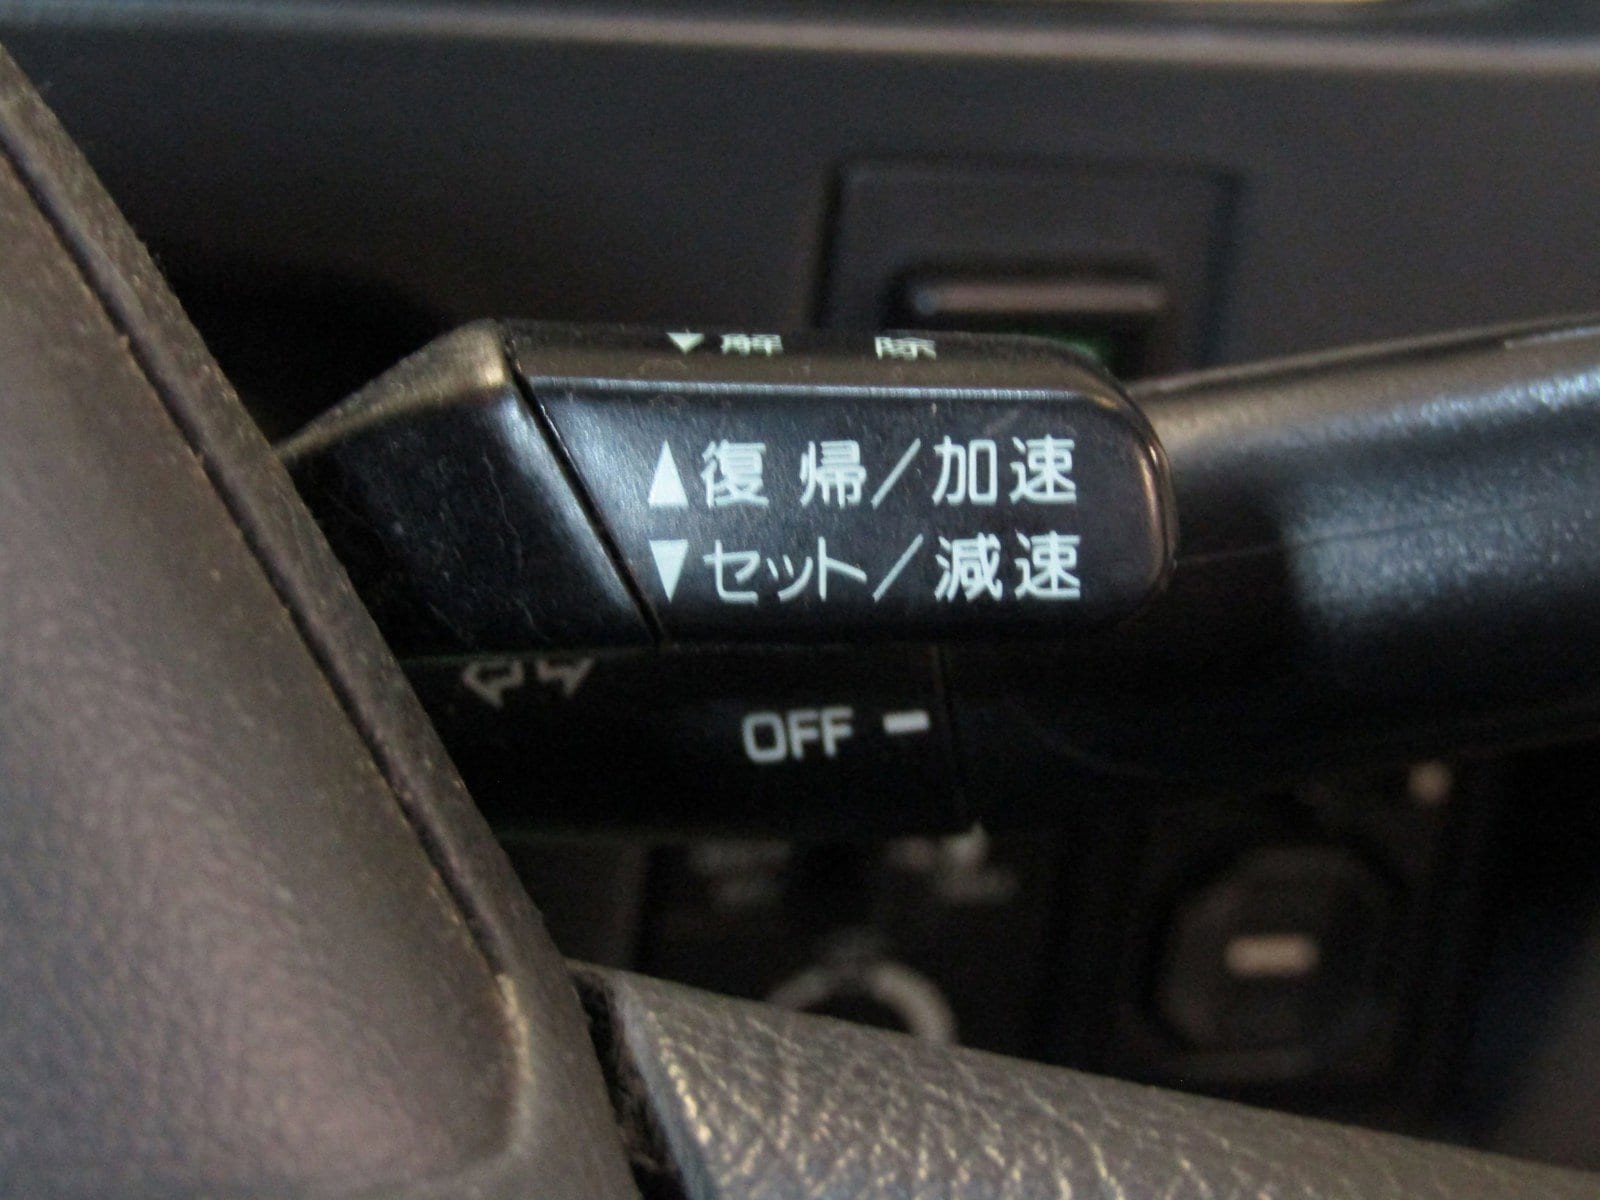 ▼解 除
▲復 帰/加速
▼セット/減速
OFF